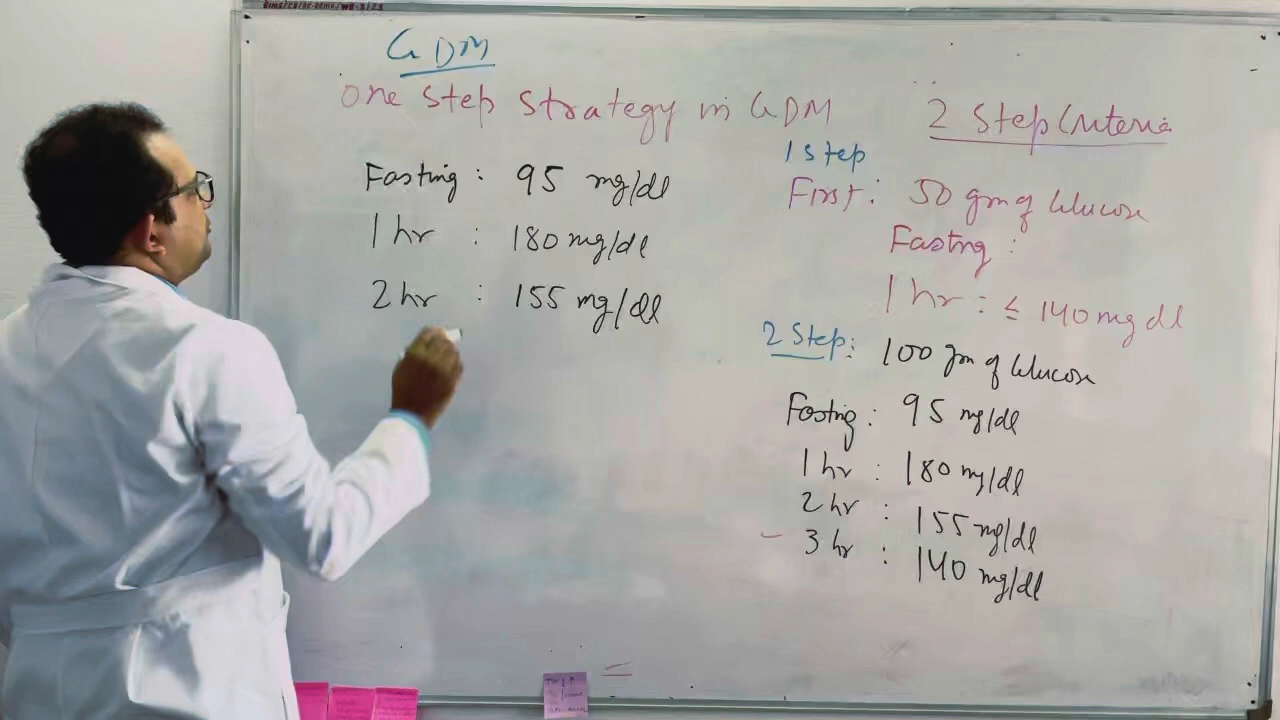 GDM
One Step Strategy in GDM
Fasting : 95 mg/dl
1 hr : 180 mg/dl
2 hr : 155 mg/dl
2 Step Criteria
1 Step
First : 50 gm of Glucose
Fastng :
1 hr : ≤ 140 mg dl
2 Step : 100 gm of Glucose
Fasting : 95 mg/dl
1 hr : 180 mg/dl
2 hr : 155 mg/dl
- 3 hr : 140 mg/dl